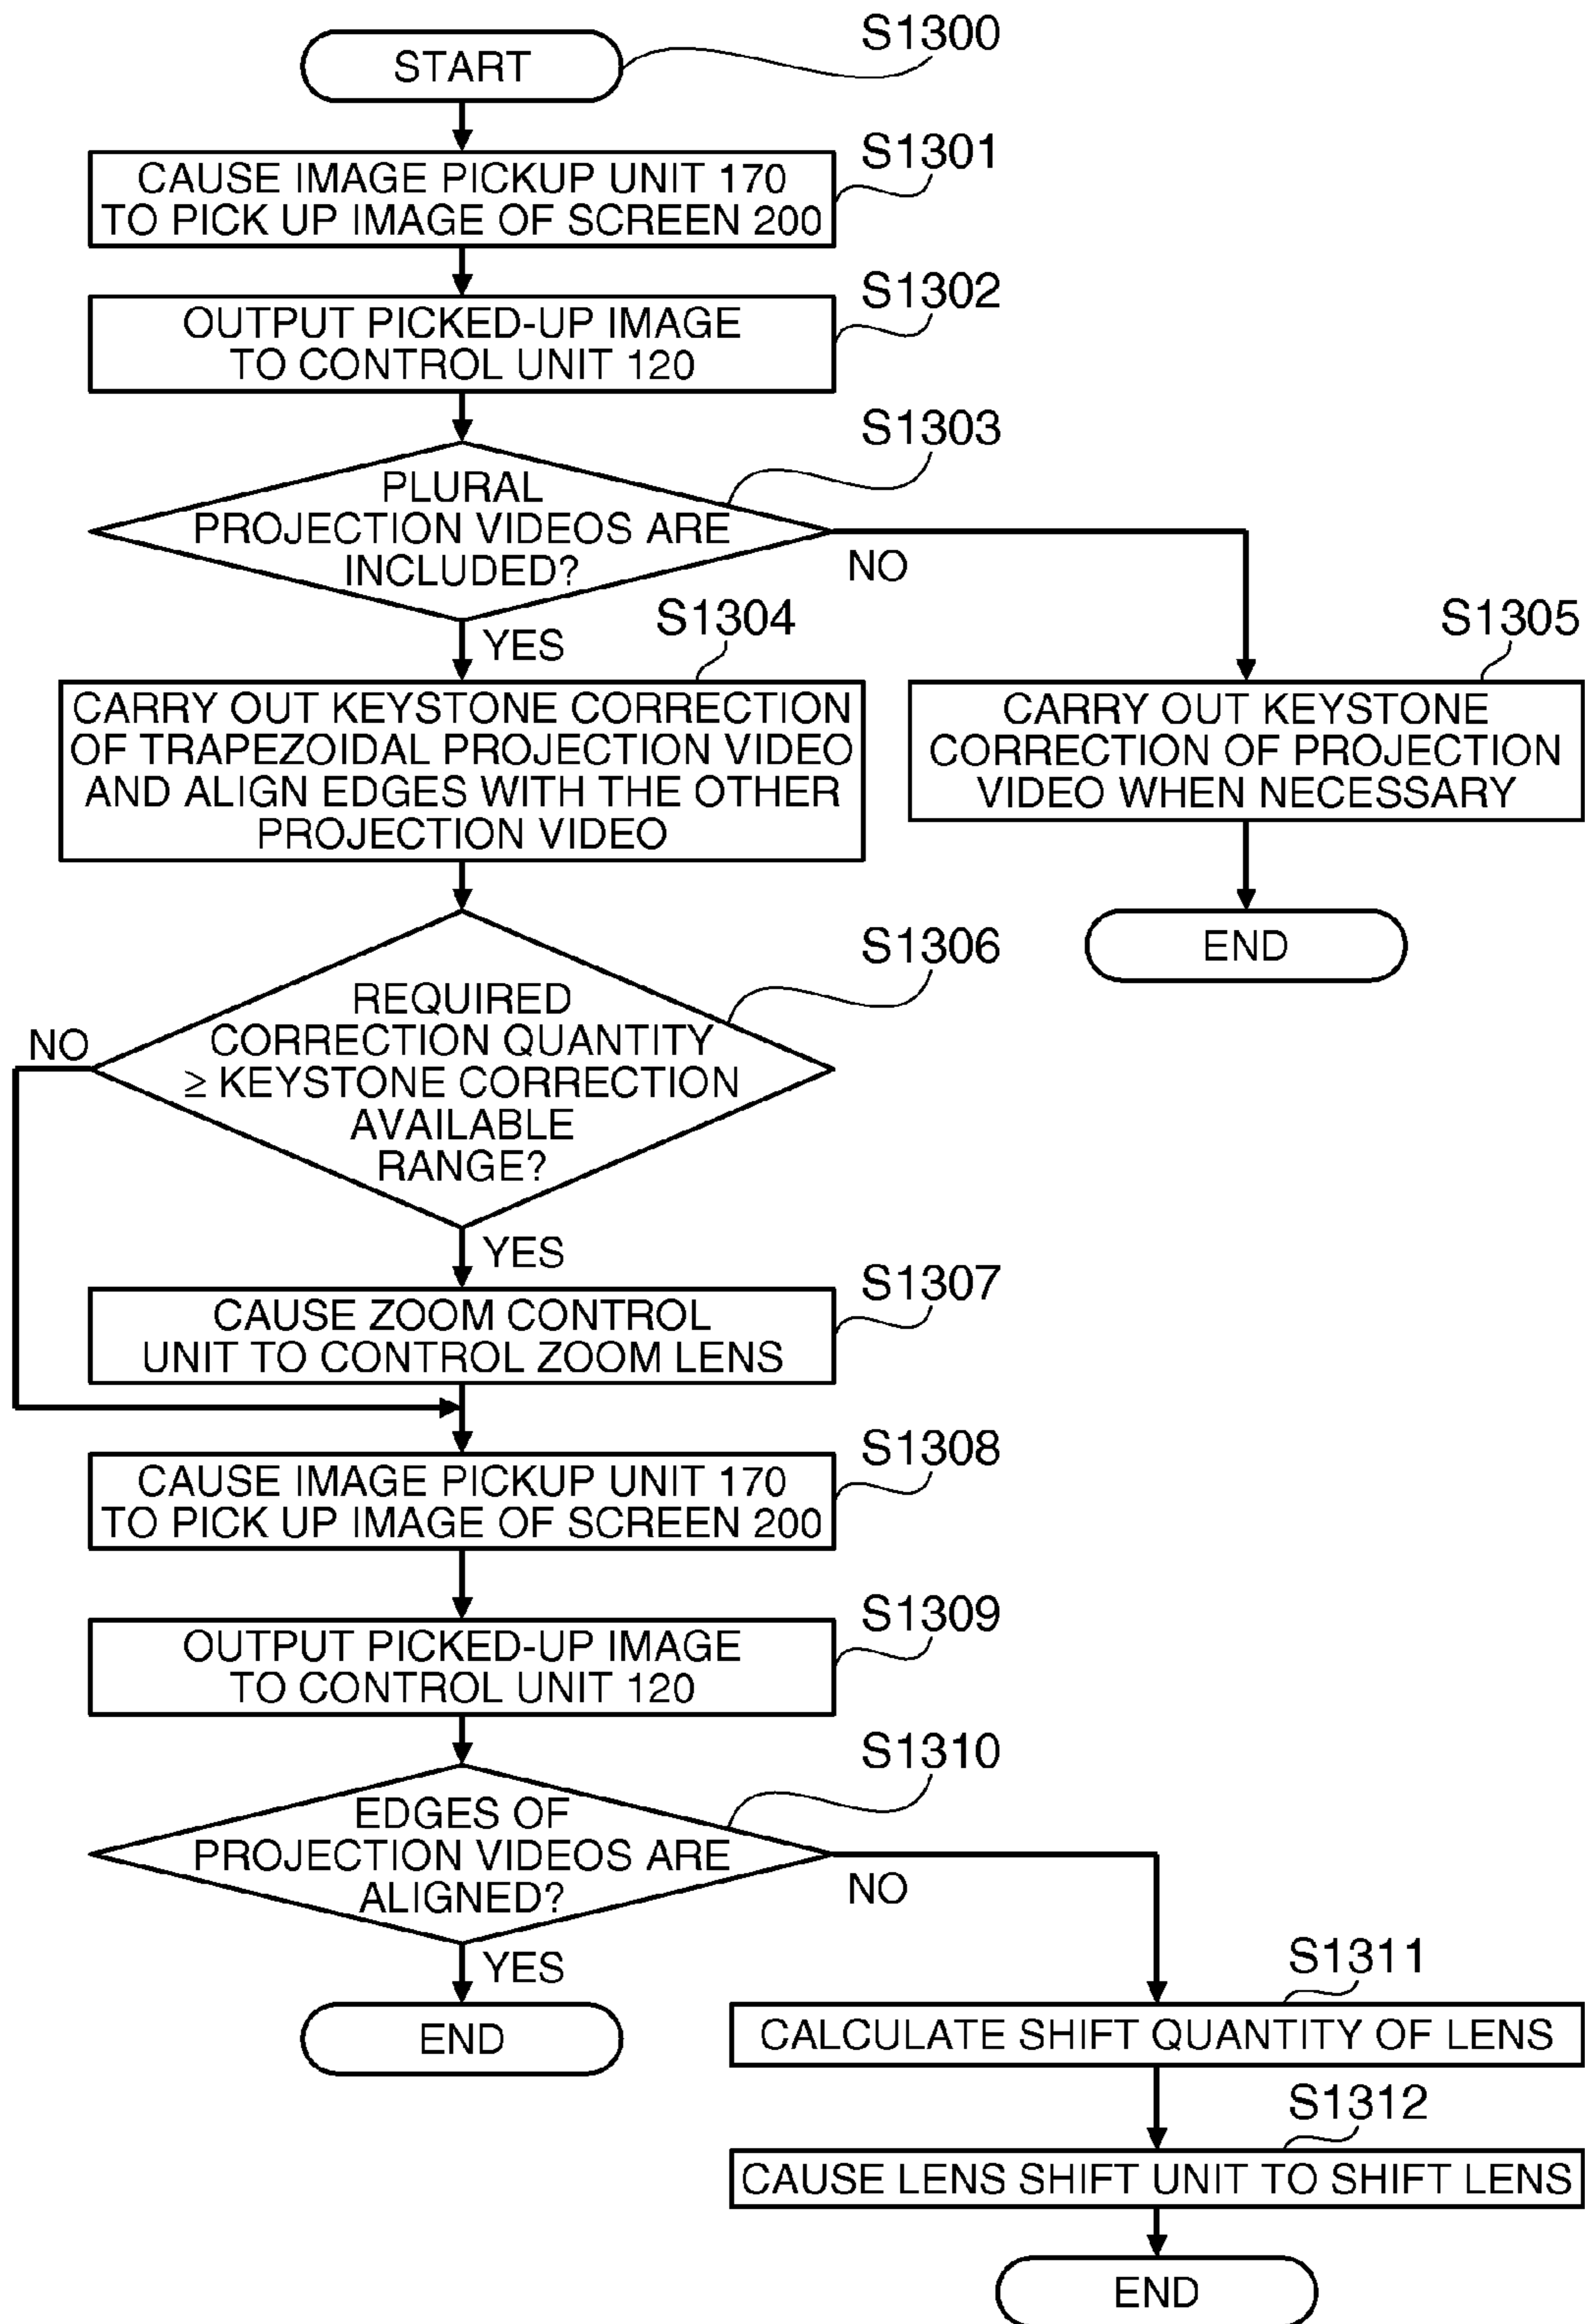 START
S1300
CAUSE IMAGE PICKUP UNIT 170
TO PICK UP IMAGE OF SCREEN 200
S1301
OUTPUT PICKED-UP IMAGE
TO CONTROL UNIT 120
S1302
PLURAL
PROJECTION VIDEOS ARE
INCLUDED?
S1303
NO
YES
S1304
CARRY OUT KEYSTONE CORRECTION
OF TRAPEZOIDAL PROJECTION VIDEO
AND ALIGN EDGES WITH THE OTHER
PROJECTION VIDEO
S1305
CARRY OUT KEYSTONE
CORRECTION OF PROJECTION
VIDEO WHEN NECESSARY
END
S1306
REQUIRED
CORRECTION QUANTITY
≥ KEYSTONE CORRECTION
AVAILABLE
RANGE?
NO
YES
CAUSE ZOOM CONTROL
UNIT TO CONTROL ZOOM LENS
S1307
CAUSE IMAGE PICKUP UNIT 170
TO PICK UP IMAGE OF SCREEN 200
S1308
OUTPUT PICKED-UP IMAGE
TO CONTROL UNIT 120
S1309
EDGES OF
PROJECTION VIDEOS ARE
ALIGNED?
S1310
NO
YES
END
S1311
CALCULATE SHIFT QUANTITY OF LENS
S1312
CAUSE LENS SHIFT UNIT TO SHIFT LENS
END